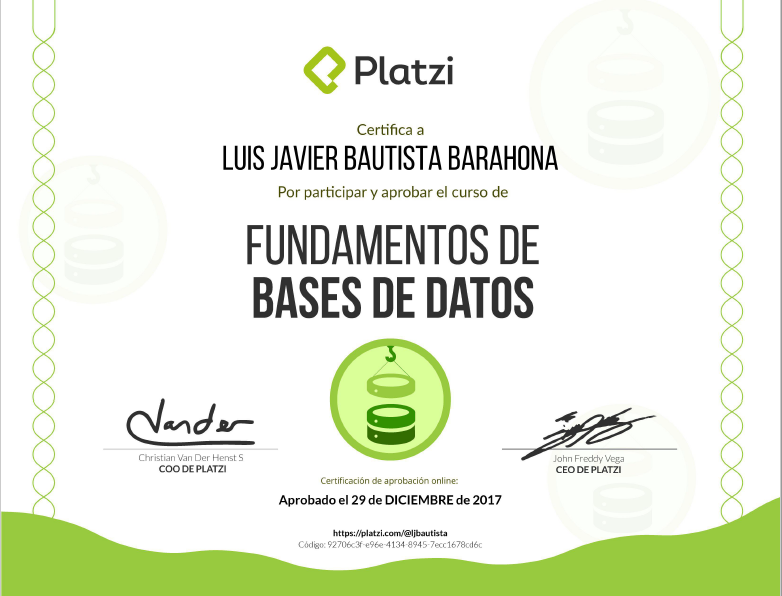 Platzi
Certifica a
LUIS JAVIER BAUTISTA BARAHONA
Por participar y aprobar el curso de
FUNDAMENTOS DE
BASES DE DATOS
Vander
Christian Van Der Henst S
COO DE PLATZI
John Freddy Vega
CEO DE PLATZI
Certificación de aprobación online:
Aprobado el 29 de DICIEMBRE de 2017
https://platzi.com/@ljbautista
Código: 92706c3f-e96e-4134-8945-7ecc1678cd6c